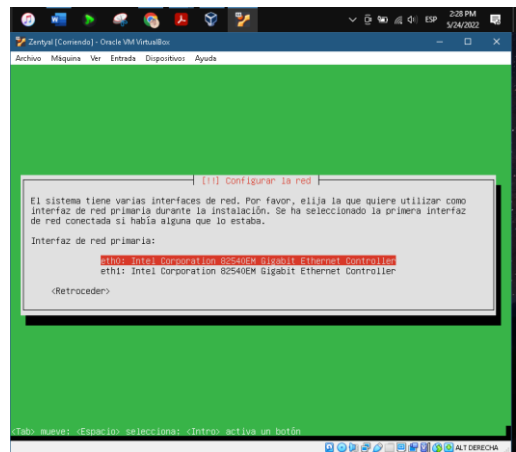 2:28 PM
ESP
5/24/2022
Zentyal [Corriendo] - Oracle VM VirtualBox
Archivo Máquina Ver Entrada Dispositivos Ayuda
[!!] Configurar la red
El sistema tiene varias interfaces de red. Por favor, elija la que quiere utilizar como
interfaz de red primaria durante la instalación. Se ha seleccionado la primera interfaz
de red conectada si había alguna que lo estaba.
Interfaz de red primaria:
eth0: Intel Corporation 82540EM Gigabit Ethernet Controller
eth1: Intel Corporation 82540EM Gigabit Ethernet Controller
<Retroceder>
<Tab> mueve; <Espacio> selecciona; <Intro> activa un botón
ALT DERECHA